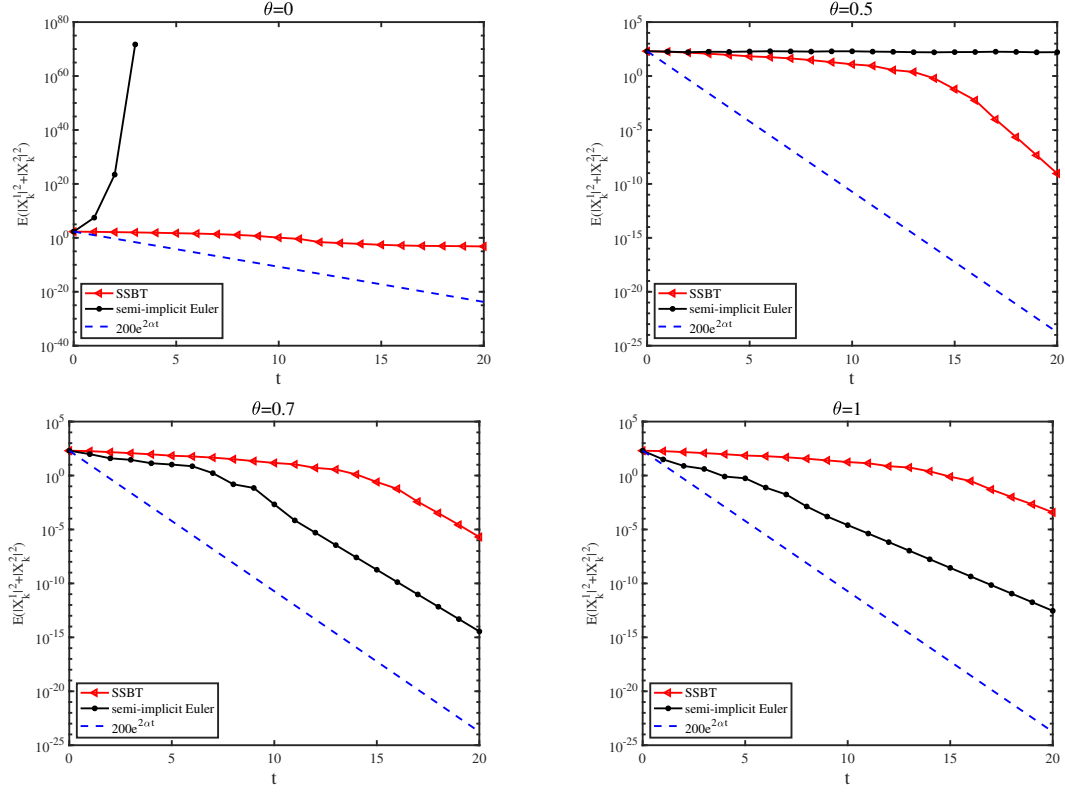 θ=0
10^80
10^60
10^40
10^20
10^0
10^-20
10^-40
E(|X_k^1|^2+|X_k^2|^2)
SSBT
semi-implicit Euler
200e^{2αt}
0 5 10 15 20
t
θ=0.5
10^5
10^0
10^-5
10^-10
10^-15
10^-20
10^-25
E(|X_k^1|^2+|X_k^2|^2)
SSBT
semi-implicit Euler
200e^{2αt}
0 5 10 15 20
t
θ=0.7
10^5
10^0
10^-5
10^-10
10^-15
10^-20
10^-25
E(|X_k^1|^2+|X_k^2|^2)
SSBT
semi-implicit Euler
200e^{2αt}
0 5 10 15 20
t
θ=1
10^5
10^0
10^-5
10^-10
10^-15
10^-20
10^-25
E(|X_k^1|^2+|X_k^2|^2)
SSBT
semi-implicit Euler
200e^{2αt}
0 5 10 15 20
t